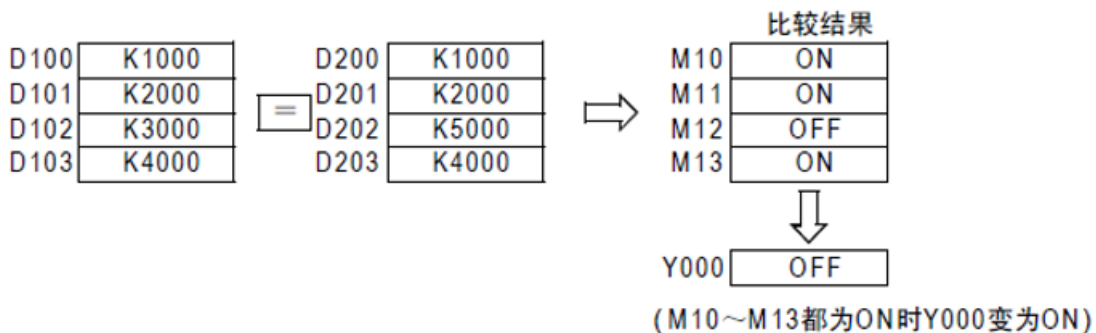 比较结果
D100 K1000 D200 K1000 M10 ON
D101 K2000 = D201 K2000 M11 ON
D102 K3000 D202 K5000 M12 OFF
D103 K4000 D203 K4000 M13 ON
Y000 OFF
(M10～M13都为ON时Y000变为ON)